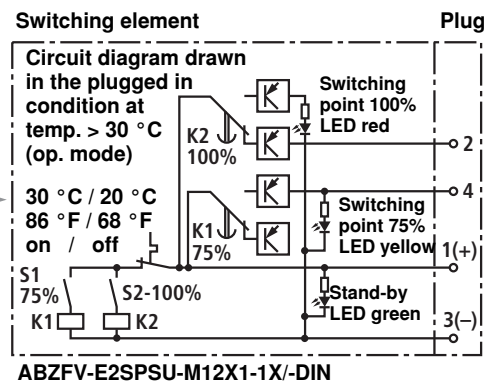 Switching element
Plug
Circuit diagram drawn
in the plugged in
condition at
temp. > 30 °C
(op. mode)
Switching
point 100%
LED red
K2
100%
2
4
30 °C / 20 °C
86 °F / 68 °F
on / off
K1
75%
Switching
point 75%
LED yellow
1(+)
S1
75%
S2-100%
Stand-by
LED green
K1
K2
3(−)
ABZFV-E2SPSU-M12X1-1X/-DIN